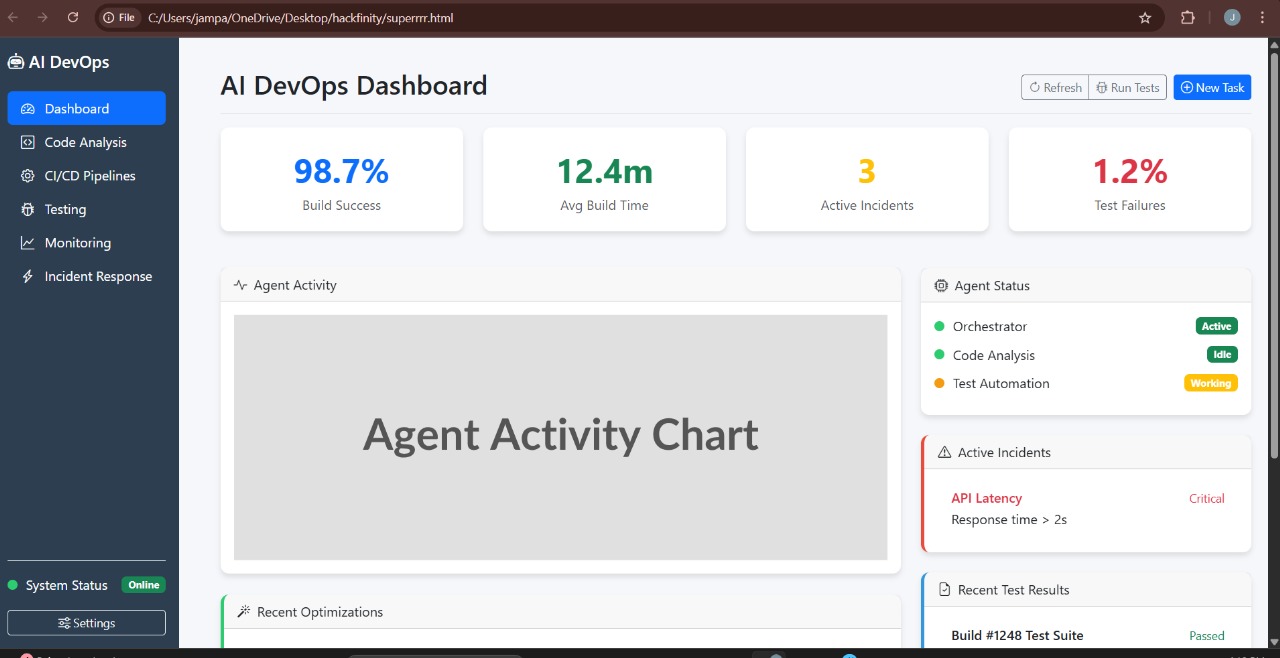 File C:/Users/jampa/OneDrive/Desktop/hackfinity/superrrr.html
J
AI DevOps
Dashboard
Code Analysis
CI/CD Pipelines
Testing
Monitoring
Incident Response
System Status Online
Settings
AI DevOps Dashboard
Refresh Run Tests New Task
98.7%
Build Success
12.4m
Avg Build Time
3
Active Incidents
1.2%
Test Failures
Agent Activity
Agent Activity Chart
Recent Optimizations
Agent Status
Orchestrator Active
Code Analysis Idle
Test Automation Working
Active Incidents
API Latency Critical
Response time > 2s
Recent Test Results
Build #1248 Test Suite Passed